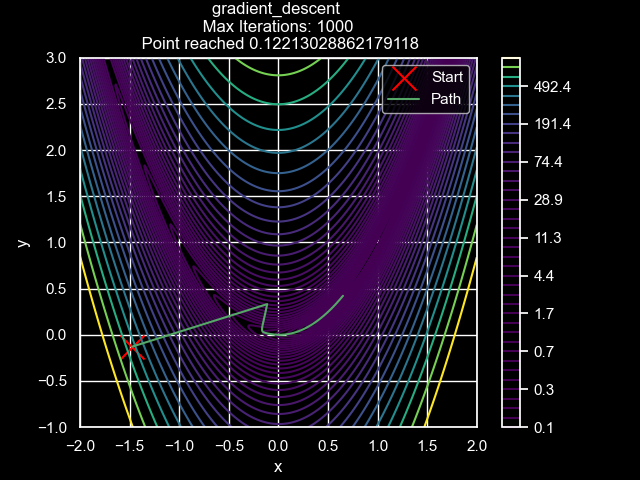 gradient_descent
Max Iterations: 1000
Point reached 0.12213028862179118
Start
Path
3.0
2.5
2.0
1.5
1.0
0.5
0.0
−0.5
−1.0
y
−2.0 −1.5 −1.0 −0.5 0.0 0.5 1.0 1.5 2.0
x
492.4
191.4
74.4
28.9
11.3
4.4
1.7
0.7
0.3
0.1